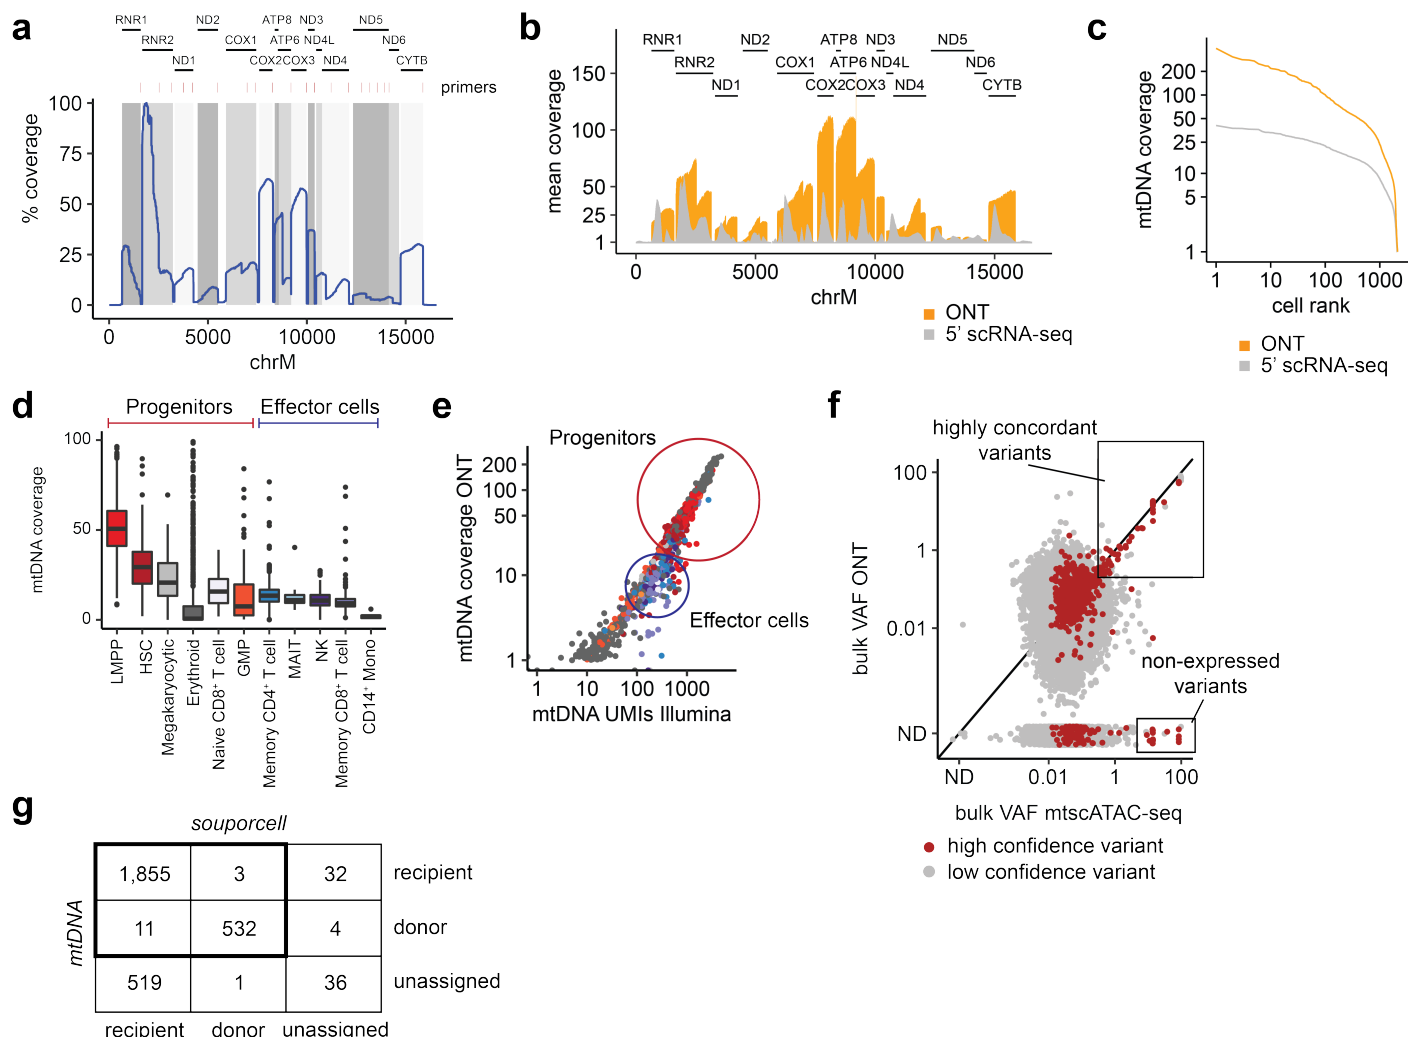 a
RNR1
ND2
ATP8
ND3
ND5
RNR2
COX1
ATP6
ND4L
ND6
ND1
COX2
COX3
ND4
CYTB
primers
100
75
50
25
0
% coverage
0
5000
10000
15000
chrM
b
ATP8
ND3
RNR1
ND2
ND5
RNR2
COX1
ATP6
ND4L
ND6
ND1
COX2
COX3
ND4
CYTB
150
100
50
25
1
mean coverage
0
5000
10000
15000
chrM
ONT
5' scRNA-seq
c
200
100
50
25
10
5
1
mtDNA coverage
1
10
100
1000
cell rank
ONT
5' scRNA-seq
d
Progenitors
Effector cells
100
50
0
mtDNA coverage
LMPP
HSC
Megakaryocytic
Erythroid
Naive CD8⁺ T cell
GMP
Memory CD4⁺ T cell
MAIT
NK
Memory CD8⁺ T cell
CD14⁺ Mono
e
Progenitors
200
100
50
10
1
mtDNA coverage ONT
Effector cells
1
10
100
1000
mtDNA UMIs Illumina
f
highly concordant
variants
100
1
0.01
ND
bulk VAF ONT
non-expressed
variants
ND
0.01
1
100
bulk VAF mtscATAC-seq
high confidence variant
low confidence variant
g
souporcell
mtDNA
1,855 3 32 recipient
11 532 4 donor
519 1 36 unassigned
recipient donor unassigned